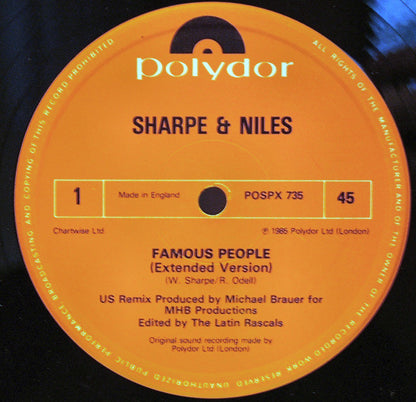 polydor
SHARPE & NILES
1
Made in England
POSPX 735
45
Chartwise Ltd
℗ 1985 Polydor Ltd (London)
FAMOUS PEOPLE
(Extended Version)
(W. Sharpe/R. Odell)
US Remix Produced by Michael Brauer for
MHB Productions
Edited by The Latin Rascals
Original sound recording made by
Polydor Ltd (London)
ALL RIGHTS OF THE MANUFACTURER AND OF THE OWNER OF THE RECORDED WORK RESERVED UNAUTHORIZED PUBLIC PERFORMANCE BROADCASTING AND COPYING OF THIS RECORD PROHIBITED